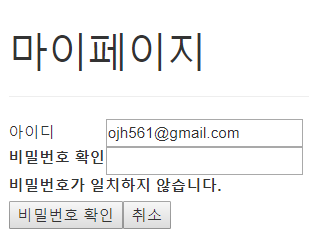 마이페이지
아이디 ojh561@gmail.com
비밀번호 확인
비밀번호가 일치하지 않습니다.
비밀번호 확인 취소